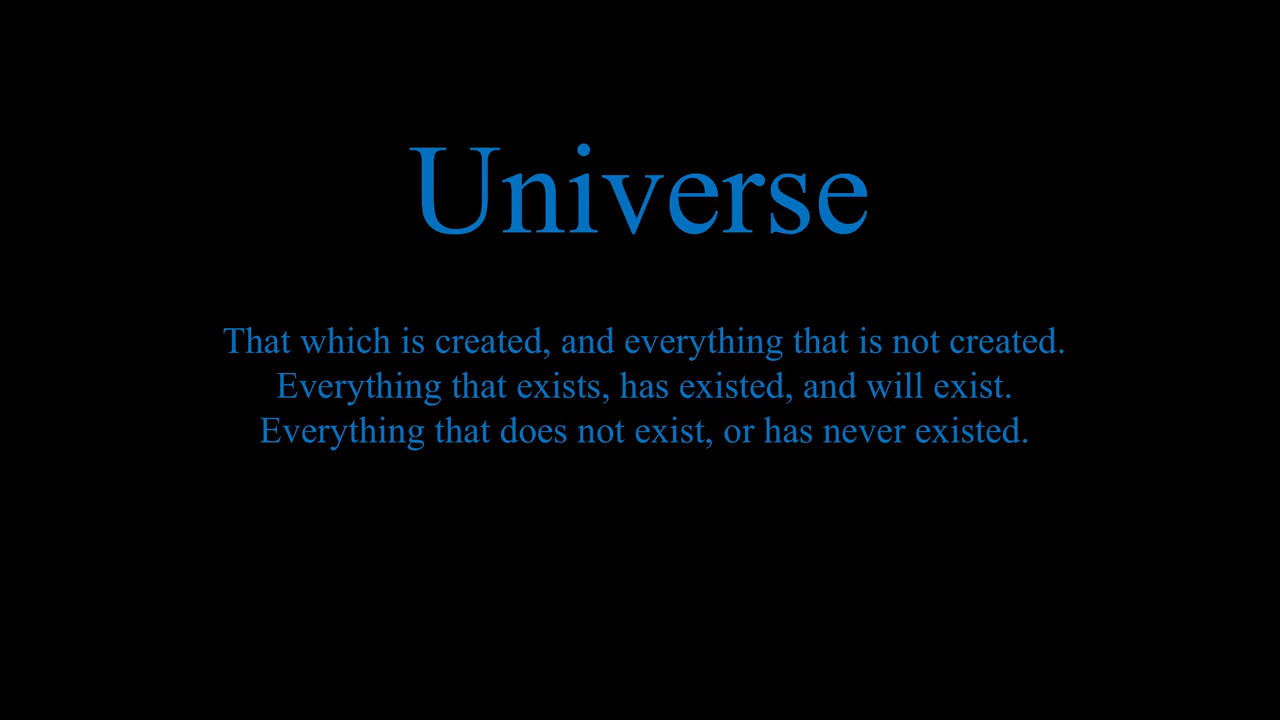 Universe
That which is created, and everything that is not created.
Everything that exists, has existed, and will exist.
Everything that does not exist, or has never existed.